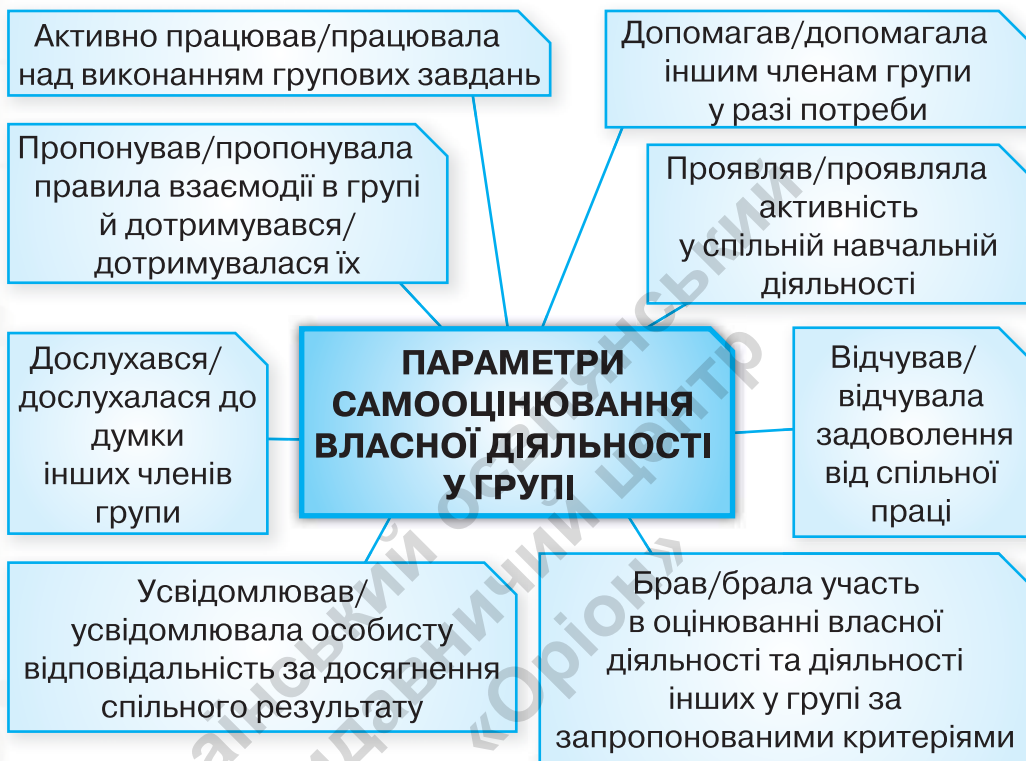 Активно працював/працювала
над виконанням групових завдань
Допомагав/допомагала
іншим членам групи
у разі потреби
Пропонував/пропонувала
правила взаємодії в групі
й дотримувався/
дотримувалася їх
Проявляв/проявляла
активність
у спільній навчальній
діяльності
ПАРАМЕТРИ
САМООЦІНЮВАННЯ
ВЛАСНОЇ ДІЯЛЬНОСТІ
У ГРУПІ
Дослухався/
дослухалася до
думки
інших членів
групи
Відчував/
відчувала
задоволення
від спільної
праці
Усвідомлював/
усвідомлювала особисту
відповідальність за досягнення
спільного результату
Брав/брала участь
в оцінюванні власної
діяльності та діяльності
інших у групі за
запропонованими критеріями
центр
«Оріон»